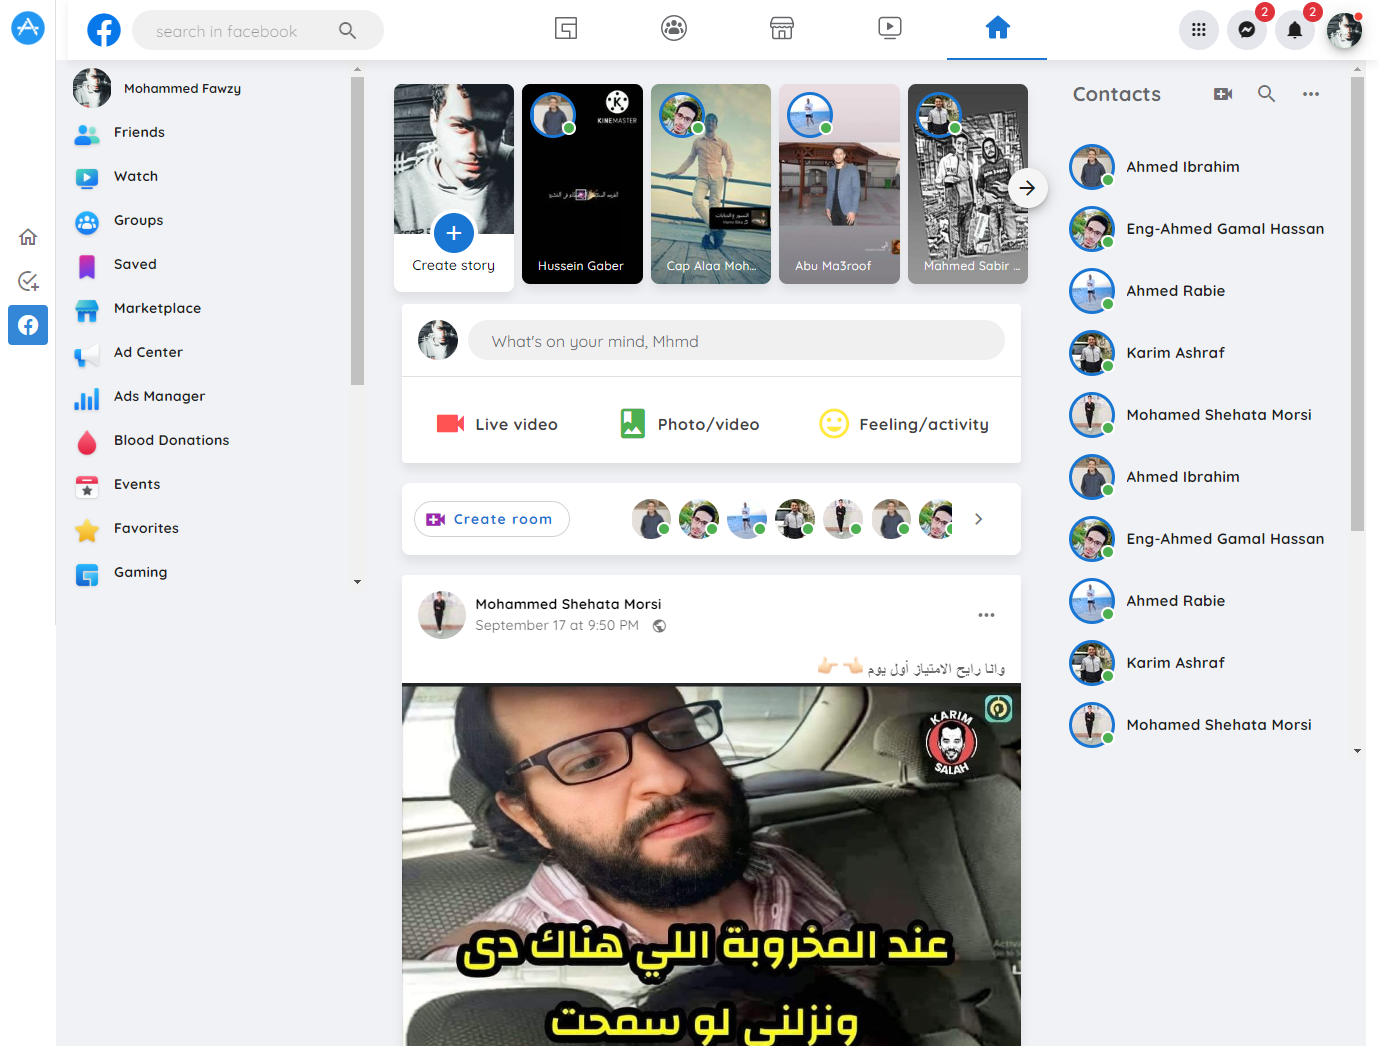 search in facebook
2
2
Mohammed Fawzy
Friends
Watch
Groups
Saved
Marketplace
Ad Center
Ads Manager
Blood Donations
Events
Favorites
Gaming
KINEMASTER
Create story
Hussein Gaber
Cap Alaa Moh...
Abu Ma3roof
Mahmed Sabir ...
What's on your mind, Mhmd
Live video
Photo/video
Feeling/activity
Create room
Mohammed Shehata Morsi
September 17 at 9:50 PM
وانا رايح الامتياز أول يوم
KARIM
SALAH
عند المخروبة اللي هناك دى
ونزلنى لو سمحت
Contacts
Ahmed Ibrahim
Eng-Ahmed Gamal Hassan
Ahmed Rabie
Karim Ashraf
Mohamed Shehata Morsi
Ahmed Ibrahim
Eng-Ahmed Gamal Hassan
Ahmed Rabie
Karim Ashraf
Mohamed Shehata Morsi